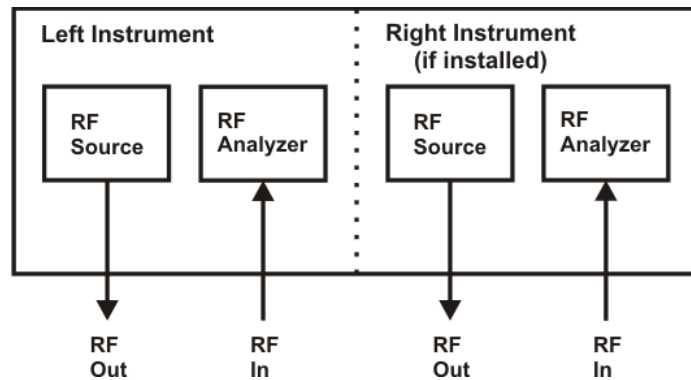 Left Instrument
Right Instrument
(if installed)
RF
Source
RF
Analyzer
RF
Source
RF
Analyzer
RF
Out
RF
In
RF
Out
RF
In